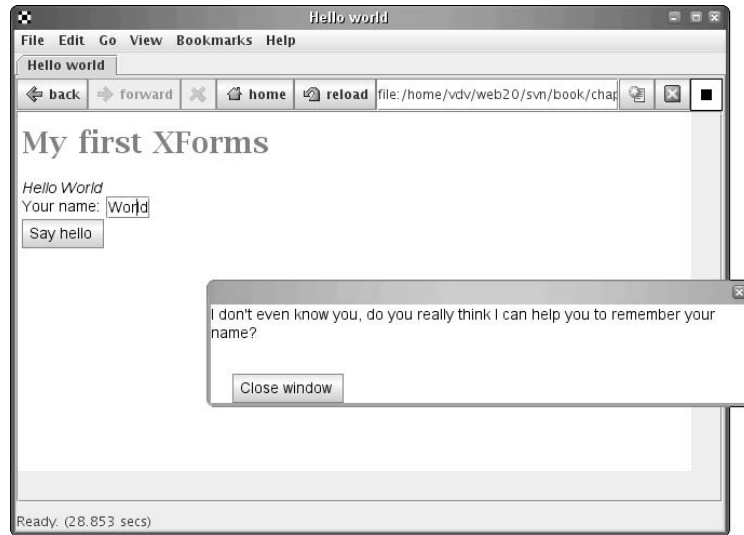 Hello world
File Edit Go View Bookmarks Help
Hello world
back forward home reload file:/home/vdv/web20/svn/book/chap
My first XForms
Hello World
Your name: World
Say hello
I don't even know you, do you really think I can help you to remember your
name?
Close window
Ready. (28.853 secs)